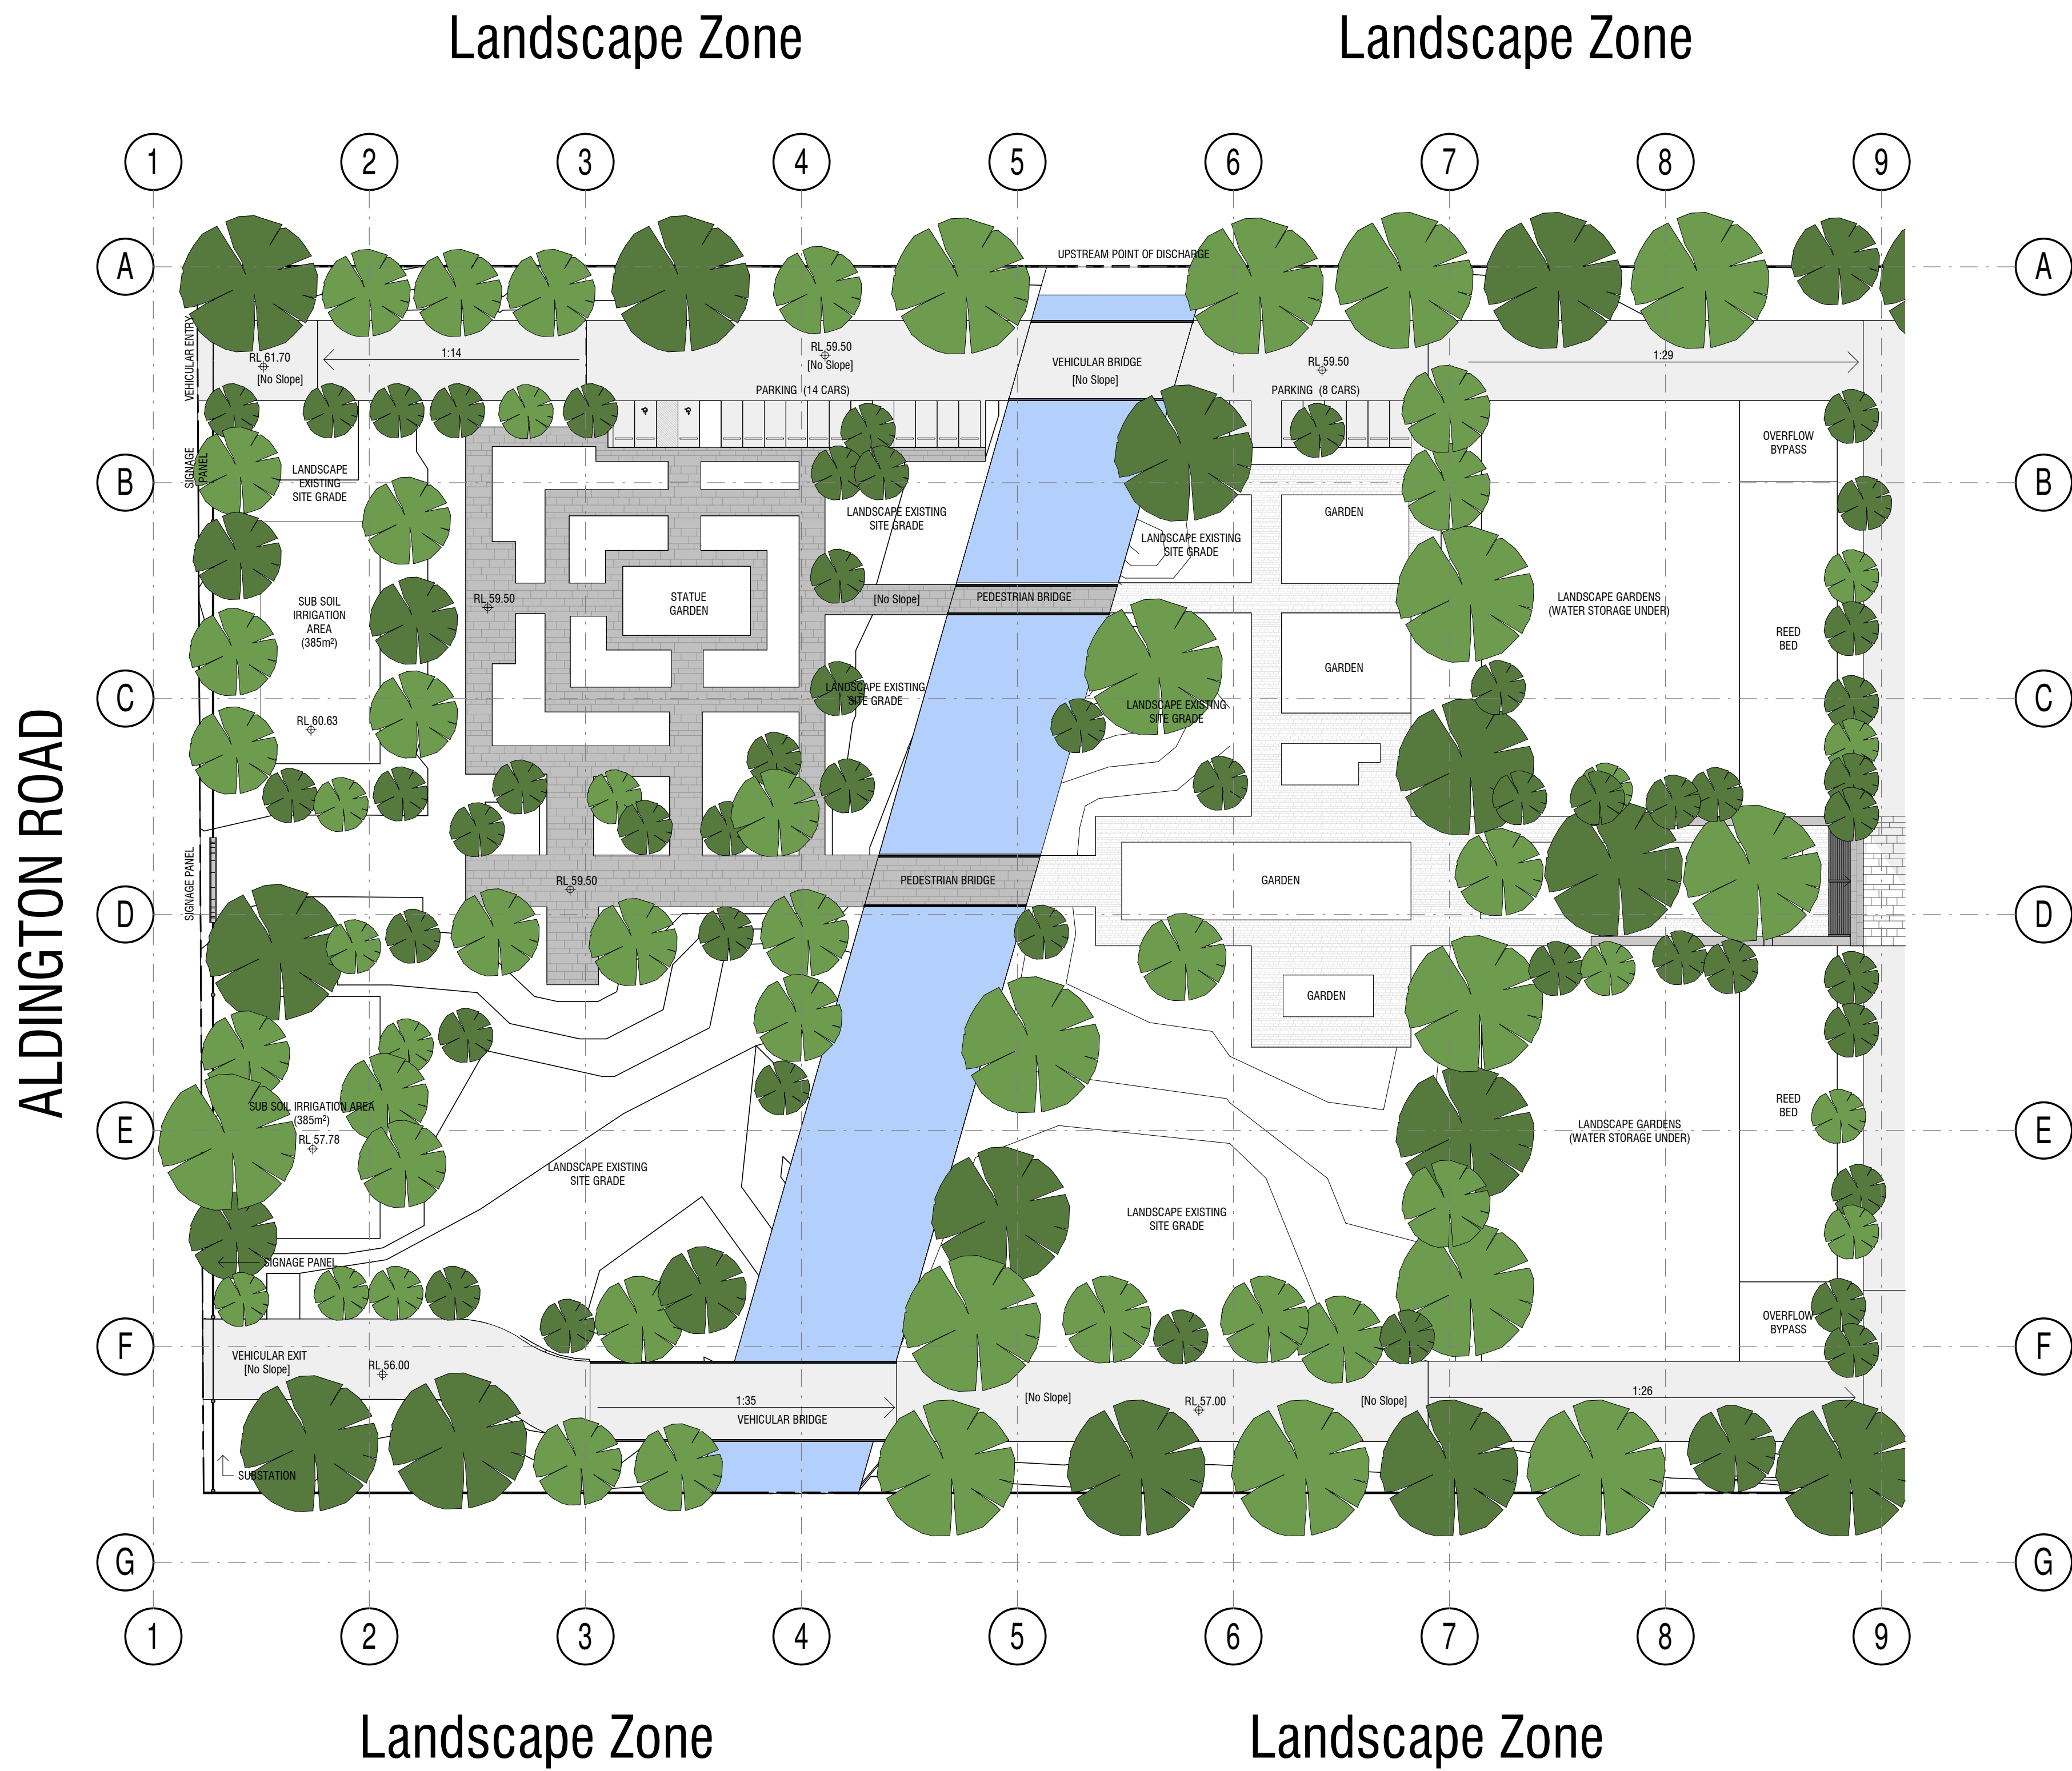 Landscape Zone
Landscape Zone
1
2
3
4
5
6
7
8
9
A
A
UPSTREAM POINT OF DISCHARGE
VEHICULAR ENTRY
RL 61.70
[No Slope]
1:14
RL 59.50
[No Slope]
PARKING (14 CARS)
VEHICULAR BRIDGE
[No Slope]
RL 59.50
PARKING (8 CARS)
1:29
OVERFLOW
BYPASS
SIGNAGE
PANEL
B
B
LANDSCAPE
EXISTING
SITE GRADE
LANDSCAPE EXISTING
SITE GRADE
LANDSCAPE EXISTING
SITE GRADE
GARDEN
SUB SOIL
IRRIGATION
AREA
(385m²)
RL 59.50
STATUE
GARDEN
[No Slope]
PEDESTRIAN BRIDGE
LANDSCAPE GARDENS
(WATER STORAGE UNDER)
REED
BED
GARDEN
C
C
LANDSCAPE EXISTING
SITE GRADE
LANDSCAPE EXISTING
SITE GRADE
RL 60.63
ALDINGTON ROAD
SIGNAGE PANEL
RL 59.50
PEDESTRIAN BRIDGE
GARDEN
D
D
GARDEN
SUB SOIL IRRIGATION AREA
(385m²)
RL 57.78
E
E
LANDSCAPE GARDENS
(WATER STORAGE UNDER)
REED
BED
LANDSCAPE EXISTING
SITE GRADE
LANDSCAPE EXISTING
SITE GRADE
SIGNAGE PANEL
OVERFLOW
BYPASS
F
F
VEHICULAR EXIT
[No Slope]
RL 56.00
1:35
VEHICULAR BRIDGE
[No Slope]
RL 57.00
[No Slope]
1:26
SUBSTATION
G
G
1
2
3
4
5
6
7
8
9
Landscape Zone
Landscape Zone